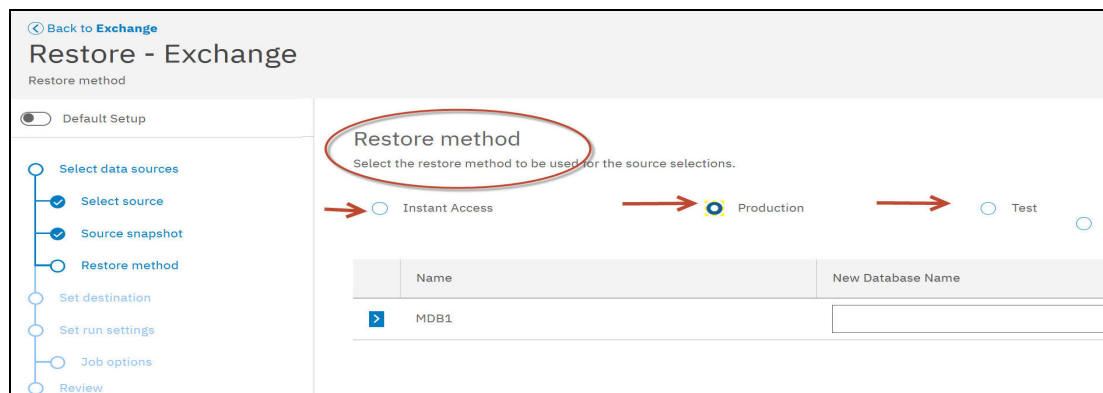 Back to Exchange
Restore - Exchange
Restore method
Default Setup
Select data sources
Select source
Source snapshot
Restore method
Set destination
Set run settings
Job options
Review
Restore method
Select the restore method to be used for the source selections.
Instant Access
Production
Test
Name
New Database Name
MDB1